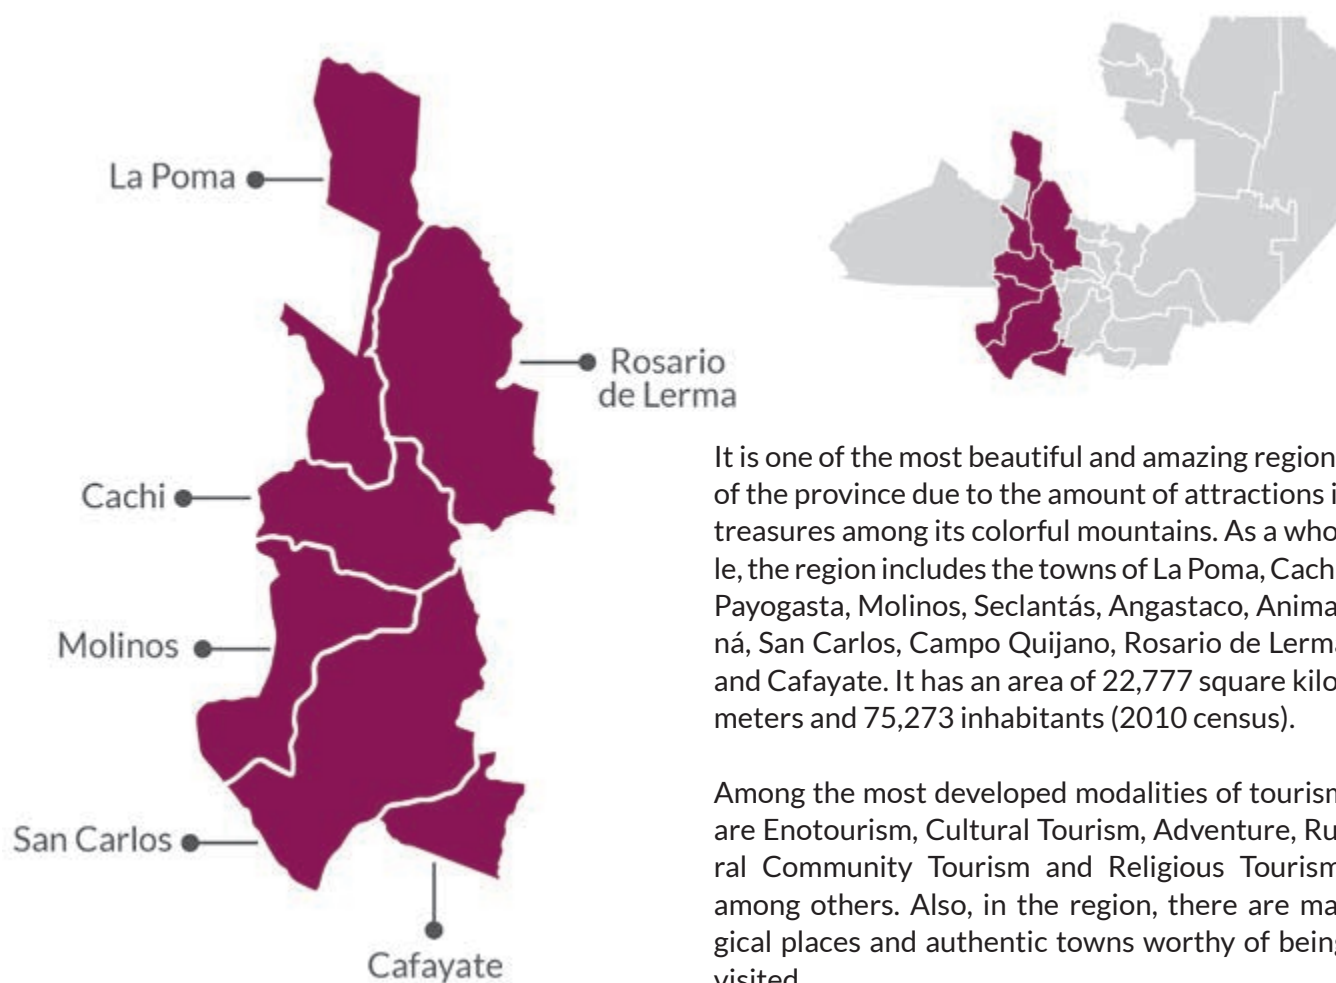 La Poma
Rosario
de Lerma
Cachi
Molinos
San Carlos
Cafayate
It is one of the most beautiful and amazing region
of the province due to the amount of attractions i
treasures among its colorful mountains. As a who
le, the region includes the towns of La Poma, Cach
Payogasta, Molinos, Seclantás, Angastaco, Anima
ná, San Carlos, Campo Quijano, Rosario de Lerma
and Cafayate. It has an area of 22,777 square kilo
meters and 75,273 inhabitants (2010 census).
Among the most developed modalities of tourism
are Enotourism, Cultural Tourism, Adventure, Ru
ral Community Tourism and Religious Tourism
among others. Also, in the region, there are ma
gical places and authentic towns worthy of being
visited